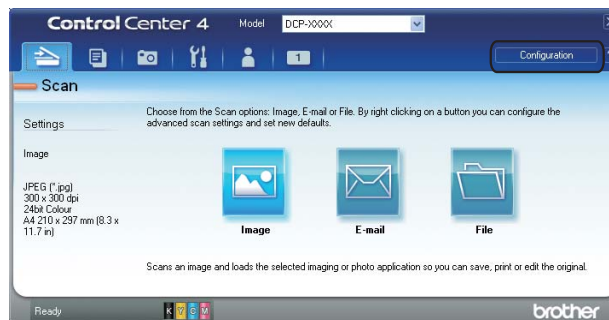 Control Center 4
Model
DCP-XXXX
1
Configuration
Scan
Choose from the Scan options: Image, E-mail or File. By right clicking on a button you can configure the
advanced scan settings and set new defaults.
Settings
Image
JPEG (*.jpg)
300 x 300 dpi
24bit Colour
A4 210 x 297 mm (8.3 x
11.7 in)
Image
E-mail
File
Scans an image and loads the selected imaging or photo application so you can save, print or edit the original.
Ready
K Y C M
brother